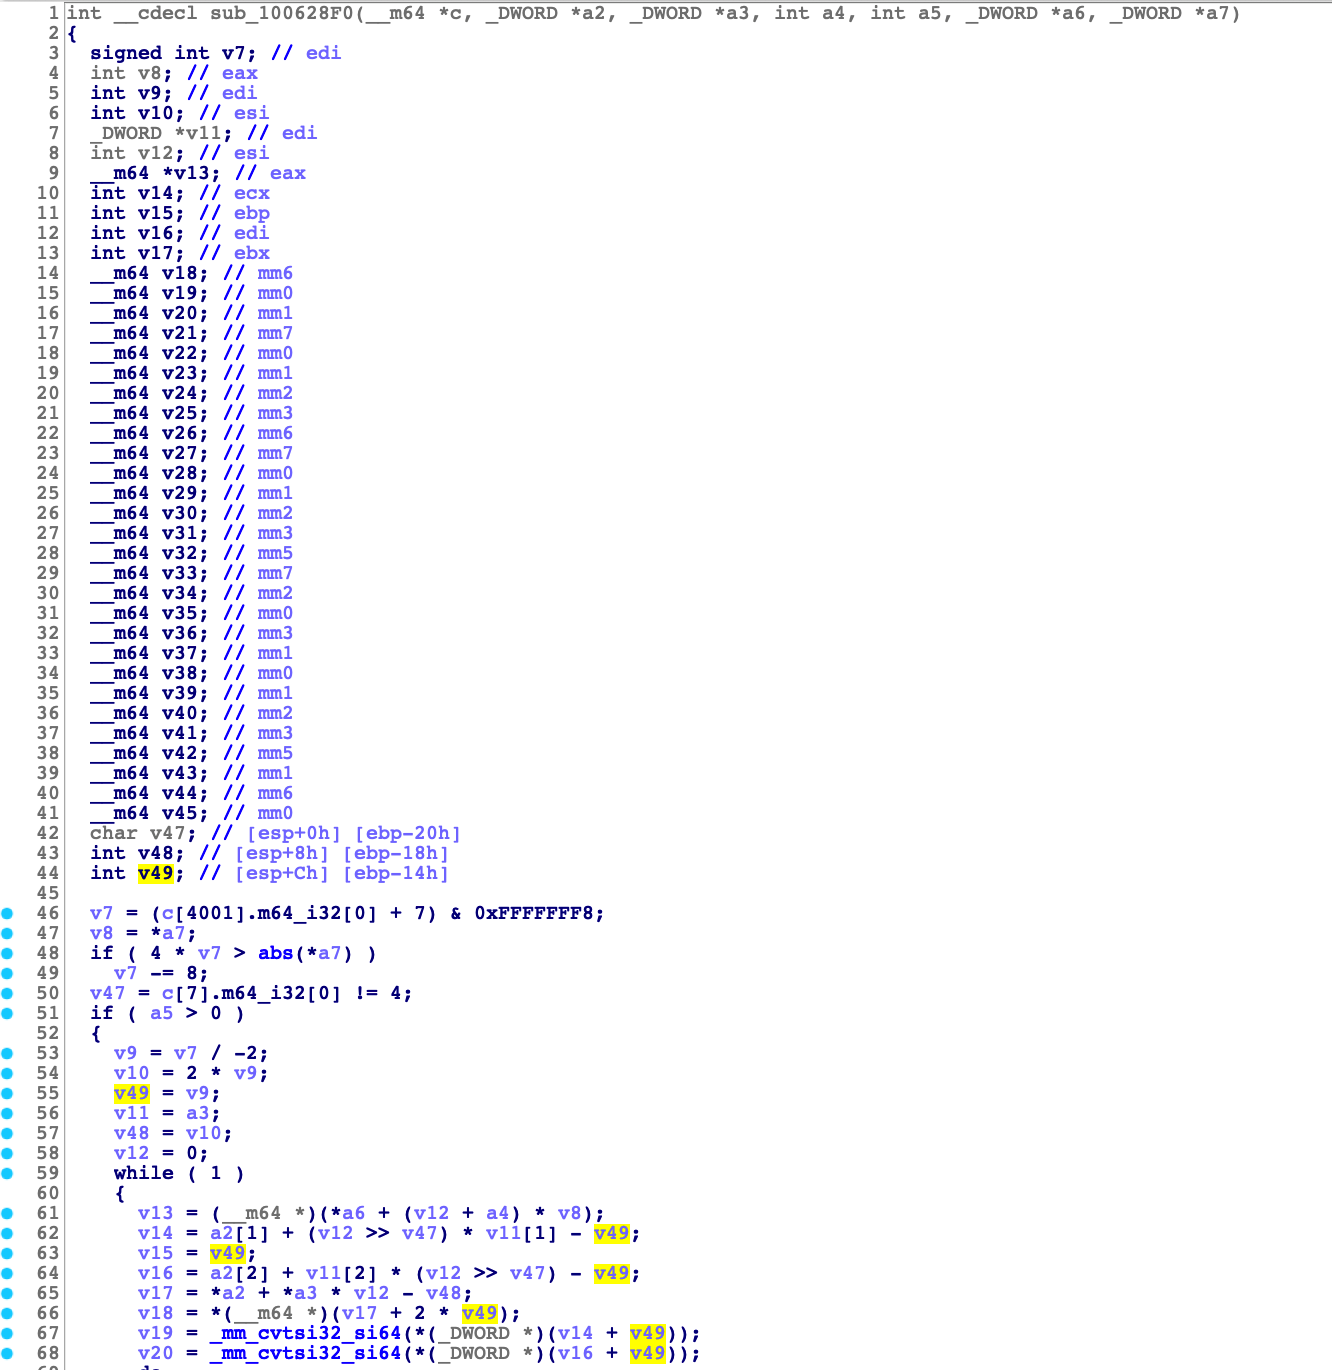 1 int __cdecl sub_100628F0(__m64 *c, _DWORD *a2, _DWORD *a3, int a4, int a5, _DWORD *a6, _DWORD *a7)
2 {
3 signed int v7; // edi
4 int v8; // eax
5 int v9; // edi
6 int v10; // esi
7 _DWORD *v11; // edi
8 int v12; // esi
9 __m64 *v13; // eax
10 int v14; // ecx
11 int v15; // ebp
12 int v16; // edi
13 int v17; // ebx
14 __m64 v18; // mm6
15 __m64 v19; // mm0
16 __m64 v20; // mm1
17 __m64 v21; // mm7
18 __m64 v22; // mm0
19 __m64 v23; // mm1
20 __m64 v24; // mm2
21 __m64 v25; // mm3
22 __m64 v26; // mm6
23 __m64 v27; // mm7
24 __m64 v28; // mm0
25 __m64 v29; // mm1
26 __m64 v30; // mm2
27 __m64 v31; // mm3
28 __m64 v32; // mm5
29 __m64 v33; // mm7
30 __m64 v34; // mm2
31 __m64 v35; // mm0
32 __m64 v36; // mm3
33 __m64 v37; // mm1
34 __m64 v38; // mm0
35 __m64 v39; // mm1
36 __m64 v40; // mm2
37 __m64 v41; // mm3
38 __m64 v42; // mm5
39 __m64 v43; // mm1
40 __m64 v44; // mm6
41 __m64 v45; // mm0
42 char v47; // [esp+0h] [ebp-20h]
43 int v48; // [esp+8h] [ebp-18h]
44 int v49; // [esp+Ch] [ebp-14h]
45
46 v7 = (c[4001].m64_i32[0] + 7) & 0xFFFFFFF8;
47 v8 = *a7;
48 if ( 4 * v7 > abs(*a7) )
49 v7 -= 8;
50 v47 = c[7].m64_i32[0] != 4;
51 if ( a5 > 0 )
52 {
53 v9 = v7 / -2;
54 v10 = 2 * v9;
55 v49 = v9;
56 v11 = a3;
57 v48 = v10;
58 v12 = 0;
59 while ( 1 )
60 {
61 v13 = (__m64 *)(*a6 + (v12 + a4) * v8);
62 v14 = a2[1] + (v12 >> v47) * v11[1] - v49;
63 v15 = v49;
64 v16 = a2[2] + v11[2] * (v12 >> v47) - v49;
65 v17 = *a2 + *a3 * v12 - v48;
66 v18 = *(__m64 *)(v17 + 2 * v49);
67 v19 = _mm_cvtsi32_si64(*(_DWORD *)(v14 + v49));
68 v20 = _mm_cvtsi32_si64(*(_DWORD *)(v16 + v49));